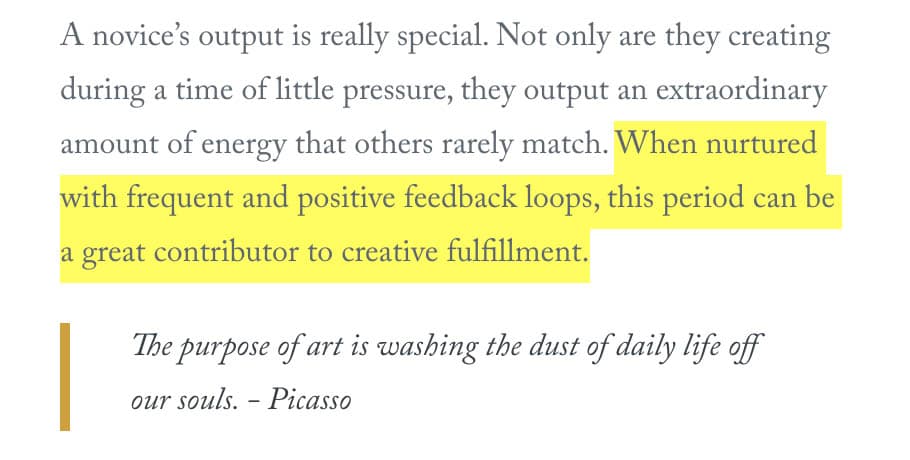 A novice’s output is really special. Not only are they creating
during a time of little pressure, they output an extraordinary
amount of energy that others rarely match. When nurtured
with frequent and positive feedback loops, this period can be
a great contributor to creative fulfillment.
The purpose of art is washing the dust of daily life off
our souls. – Picasso